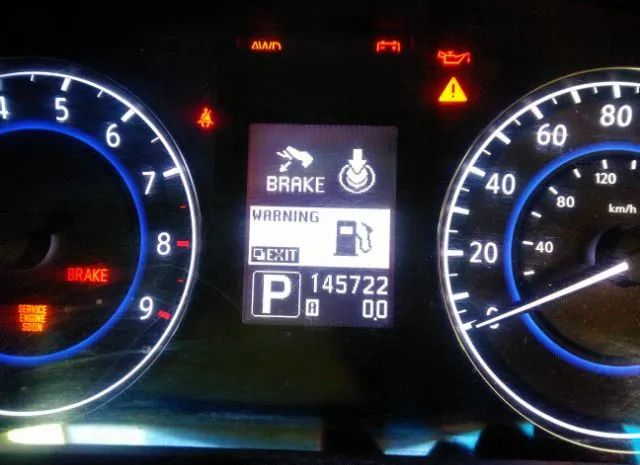 AWD
4 5 6 7 8 9
BRAKE
SERVICE
ENGINE
SOON
BRAKE
WARNING
EXIT
P
145722
A 0.0
0 20 40 60 80
40 80 120
km/h